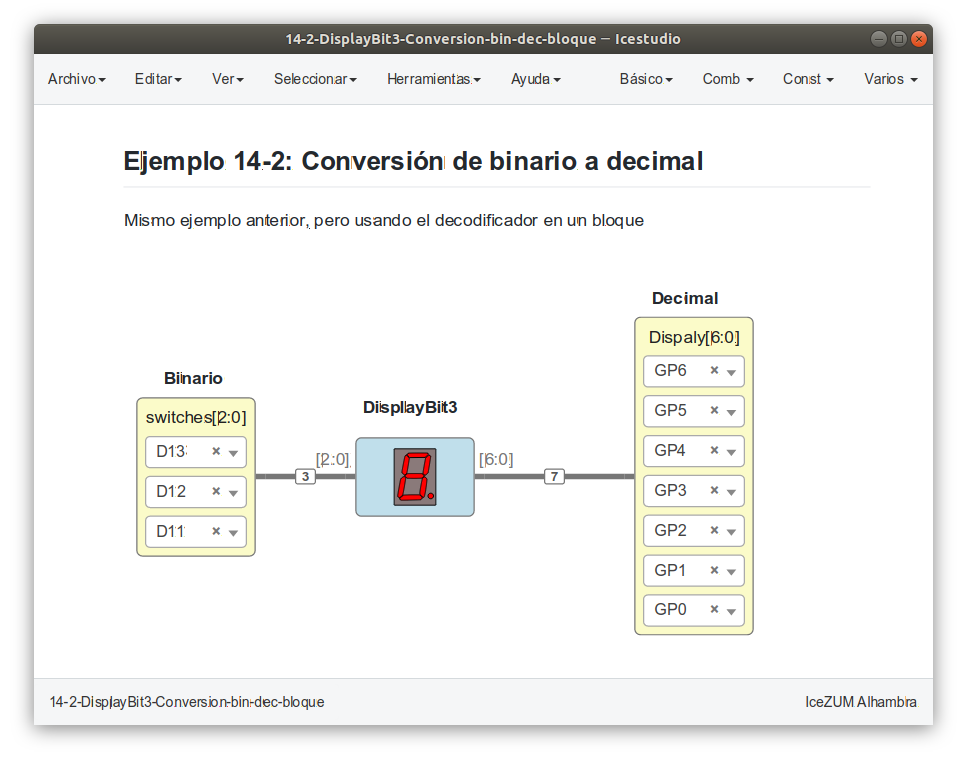 14-2-DisplayBit3-Conversion-bin-dec-bloque — Icestudio
Archivo Editar Ver Seleccionar Herramientas Ayuda Básico Comb Const Varios
Ejemplo 14-2: Conversión de binario a decimal
Mismo ejemplo anterior, pero usando el decodificador en un bloque
Decimal
Dispaly[6:0]
GP6
GP5
GP4
GP3
GP2
GP1
GP0
Binario
switches[2:0]
D13
D12
D11
DisplayBit3
[2:0]
3
[6:0]
7
14-2-DisplayBit3-Conversion-bin-dec-bloque
IceZUM Alhambra